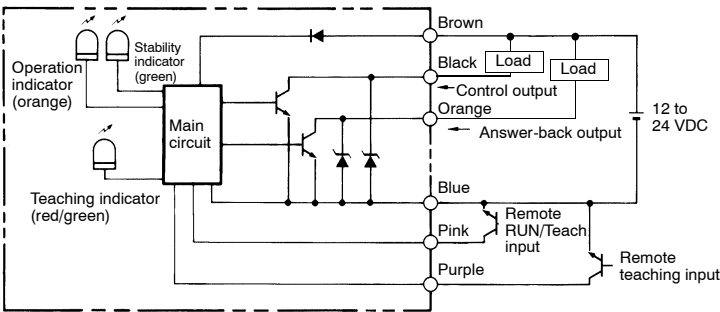 Brown
Stability
indicator
(green)
Operation
indicator
(orange)
Black
Load
Load
Control output
Orange
12 to
24 VDC
Main
circuit
Answer-back output
Teaching indicator
(red/green)
Blue
Remote
RUN/Teach
input
Pink
Remote
teaching input
Purple